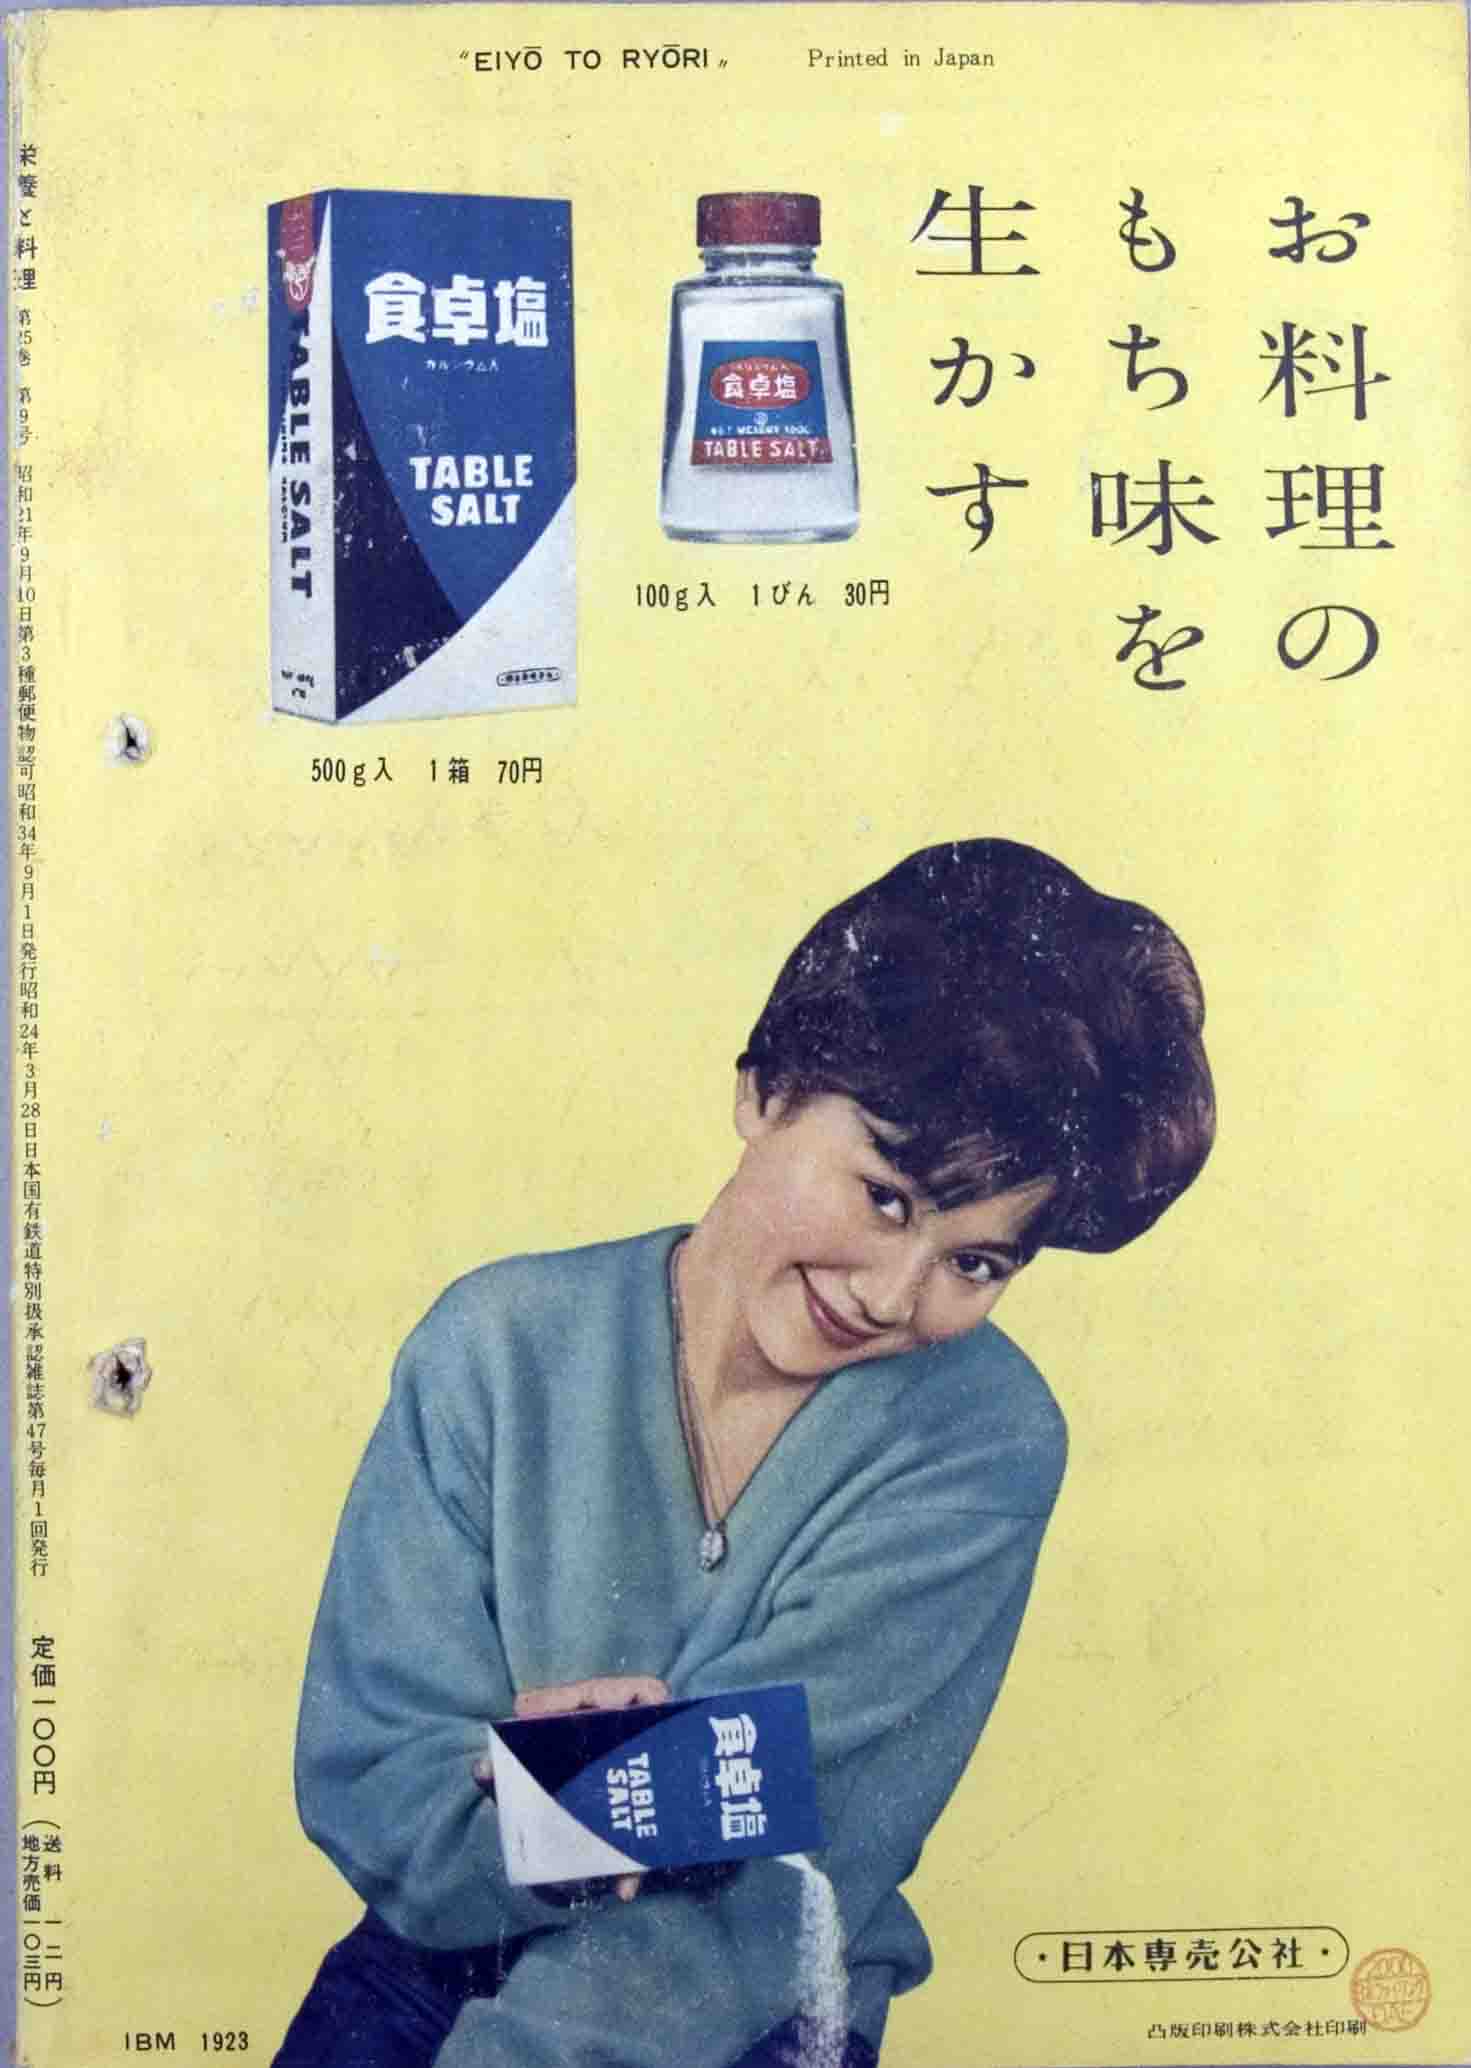 "EIYŌ TO RYŌRI"
Printed in Japan
お料理の
もち味を
生かす
食卓塩
カルシウム入
TABLE
SALT
TABLE SALT
食卓塩
TABLE SALT
100g入 1びん 30円
500g入 1箱 70円
食卓塩
TABLE
SALT
・日本専売公社・
凸版印刷株式会社印刷
IBM 1923
栄養と料理 第25巻 第9号 昭和21年9月10日第3種郵便物認可昭和34年9月1日発行昭和24年3月28日日本国有鉄道特別扱承認雑誌第47号毎月1回発行
定価一〇〇円
(送料 一二円
地方売価一〇三円)